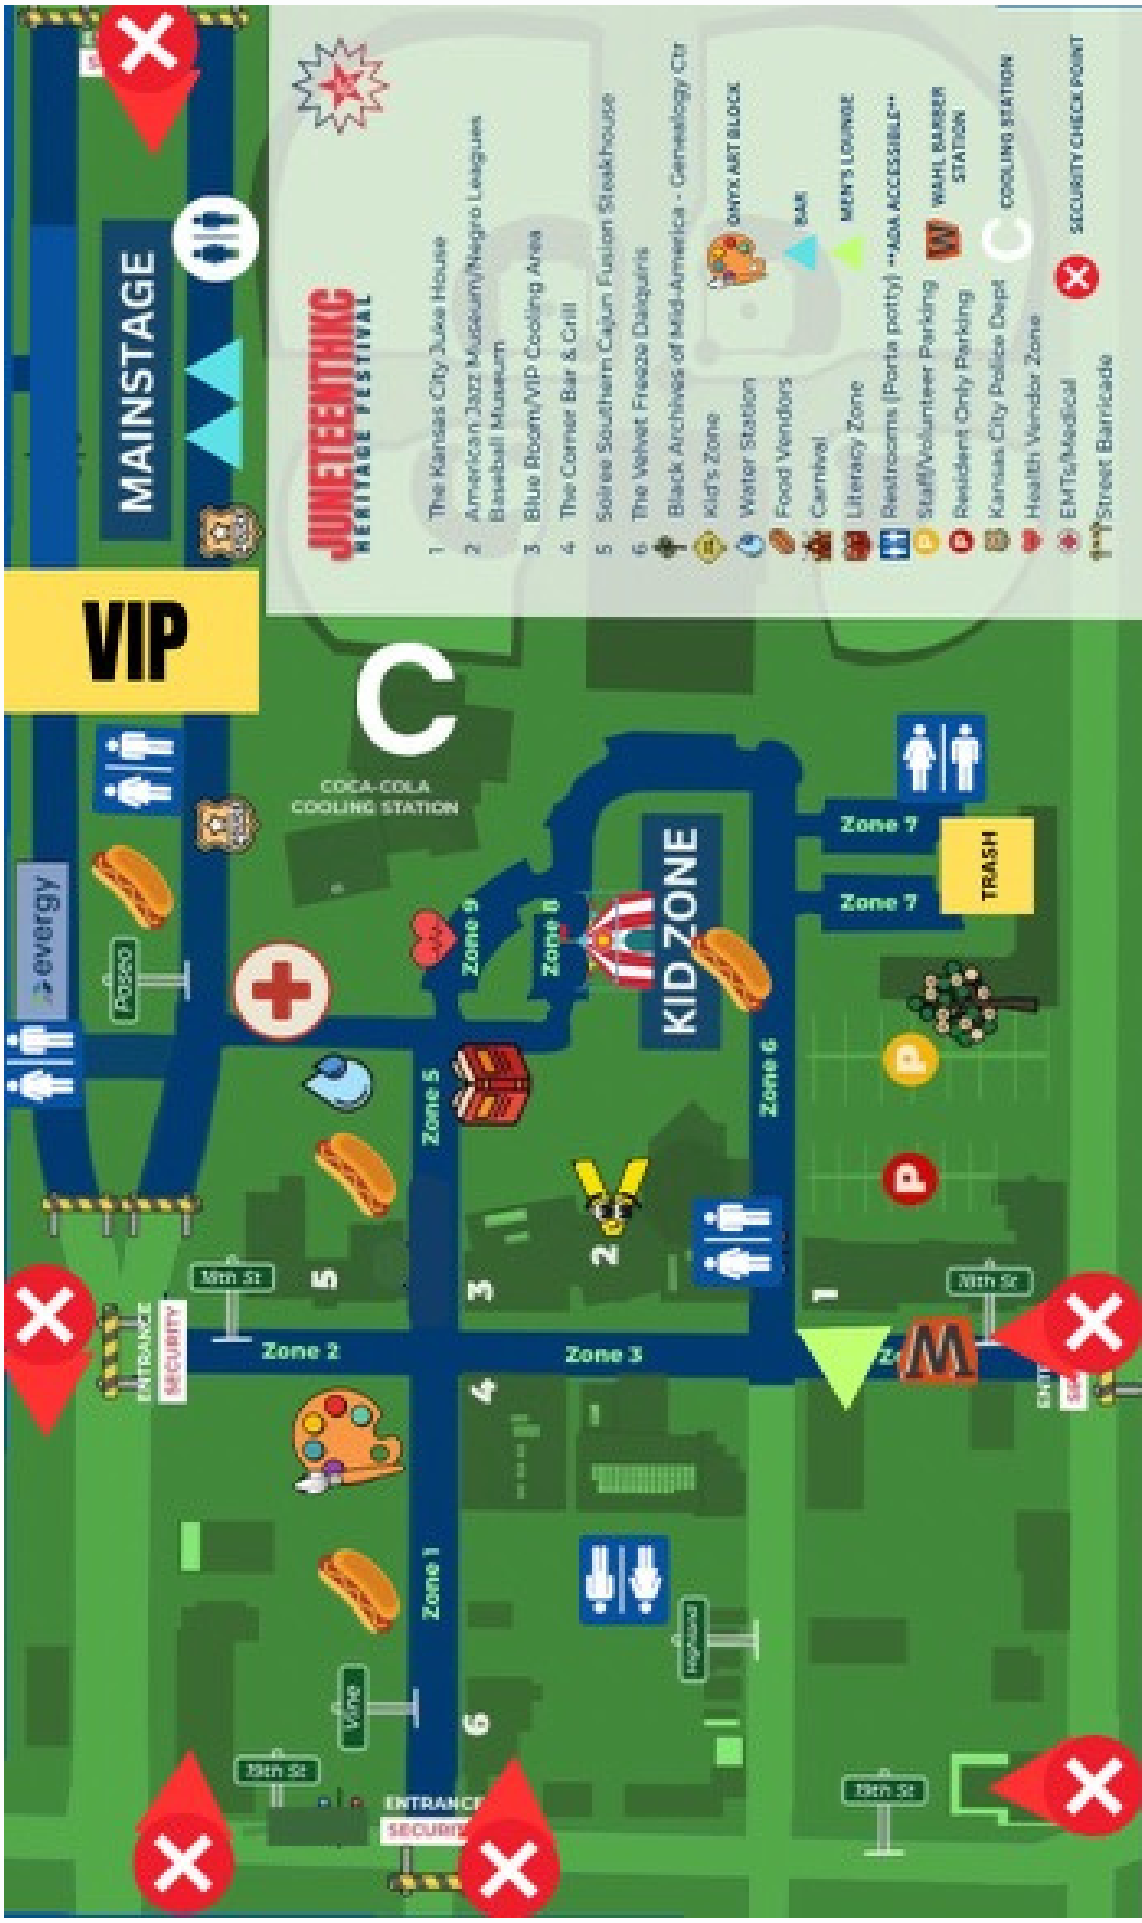 JUNETEENTHKC
HERITAGE FESTIVAL
1 The Kansas City Juke House
2 American Jazz Museum/Negro Leagues
Baseball Museum
3 Blue Room/VIP Cooling Area
4 The Corner Bar & Grill
5 Soiree Southern Cajun Fusion Steakhouse
6 The Velvet Freeze Daiquiris
Black Archives of Mid-America - Genealogy Ctr
Kid's Zone
Water Station
Food Vendors
Carnival
Literacy Zone
Restrooms (Porta potty) **ADA ACCESSIBLE**
P Staff/Volunteer Parking
P Resident Only Parking
Kansas City Police Dept
Health Vendor Zone
EMTs/Medical
Street Barricade
ONYX ART BLOCK
BAR
MEN'S LOUNGE
W WAHL BARBER
STATION
C COOLING STATION
SECURITY CHECK POINT
MAINSTAGE
VIP
evergy
Paseo
C
COCA-COLA
COOLING STATION
ENTRANCE
SECURITY
18th St
5
Zone 2
Zone 5
Zone 9
Zone 8
KID ZONE
3
2
Zone 3
4
Zone 6
Zone 7
Zone 7
TRASH
P
P
1
18th St
W
Zone 1
Vine
19th St
6
Highland
ENTRANCE
19th St